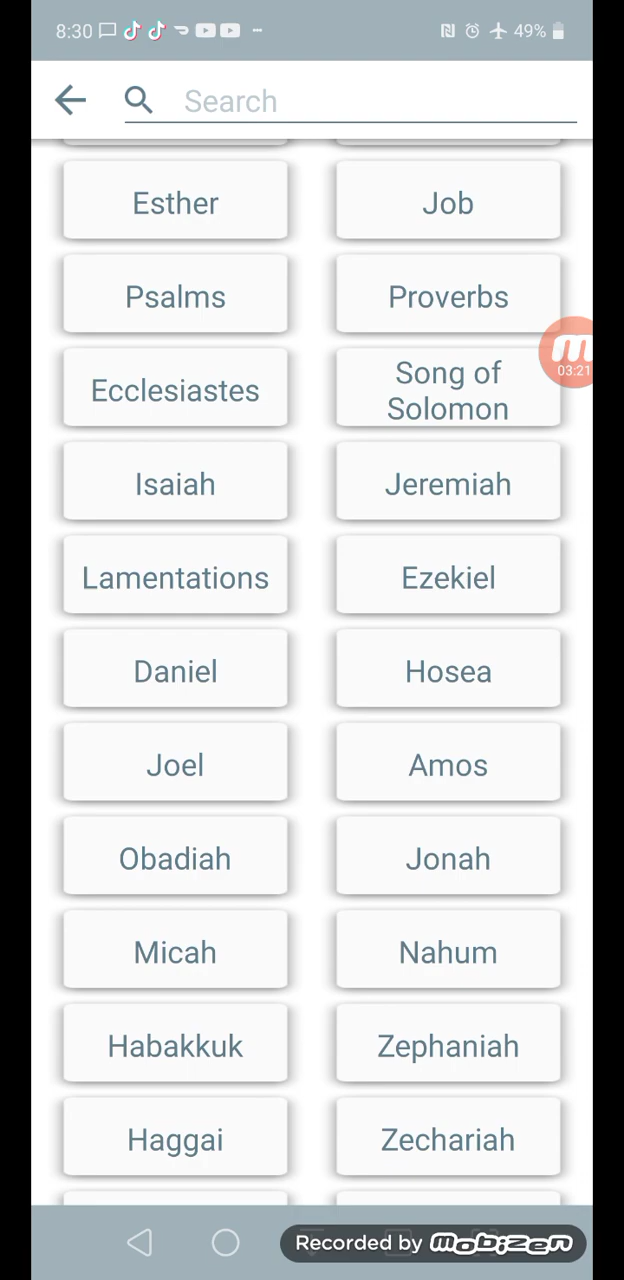 8:30
49%
Search
Esther
Job
Psalms
Proverbs
03:21
Ecclesiastes
Song of
Solomon
Isaiah
Jeremiah
Lamentations
Ezekiel
Daniel
Hosea
Joel
Amos
Obadiah
Jonah
Micah
Nahum
Habakkuk
Zephaniah
Haggai
Zechariah
Recorded by mobizen